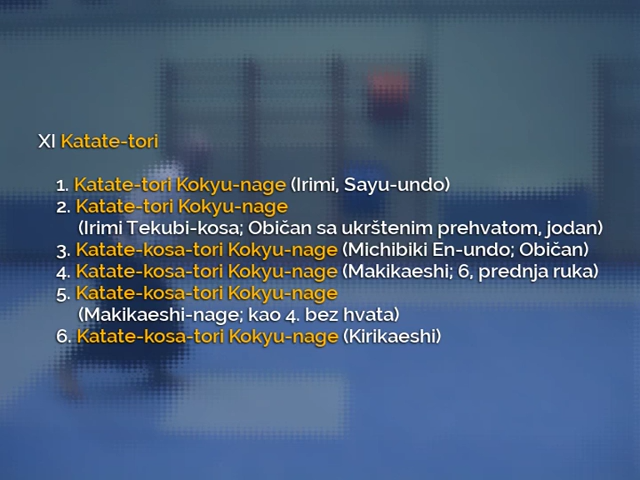 XI Katate-tori
1. Katate-tori Kokyu-nage (Irimi, Sayu-undo)
2. Katate-tori Kokyu-nage
(Irimi Tekubi-kosa; Običan sa ukrštenim prehvatom, jodan)
3. Katate-kosa-tori Kokyu-nage (Michibiki En-undo; Običan)
4. Katate-kosa-tori Kokyu-nage (Makikaeshi; 6, prednja ruka)
5. Katate-kosa-tori Kokyu-nage
(Makikaeshi-nage; kao 4. bez hvata)
6. Katate-kosa-tori Kokyu-nage (Kirikaeshi)